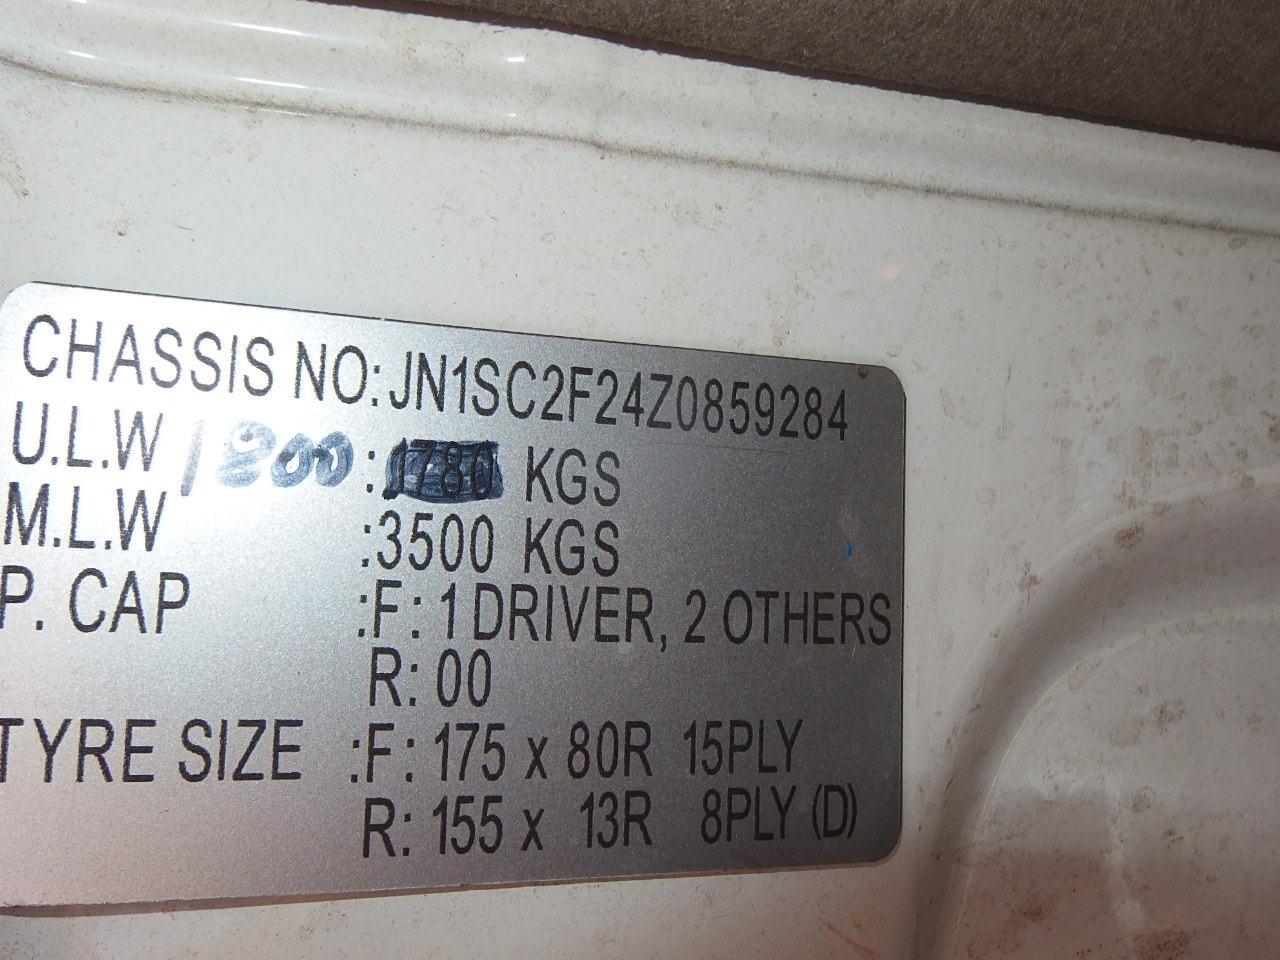 CHASSIS NO: JN1SC2F24Z0859284
U.L.W 1800 : 1780 KGS
M.L.W :3500 KGS
P. CAP :F: 1 DRIVER, 2 OTHERS
R: 00
TYRE SIZE :F: 175 x 80R 15PLY
R: 155 x 13R 8PLY (D)